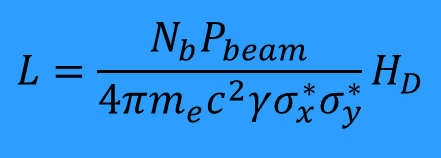 L = \frac{N_b P_{beam}}{4\pi m_e c^2 \gamma \sigma_x^* \sigma_y^*} H_D